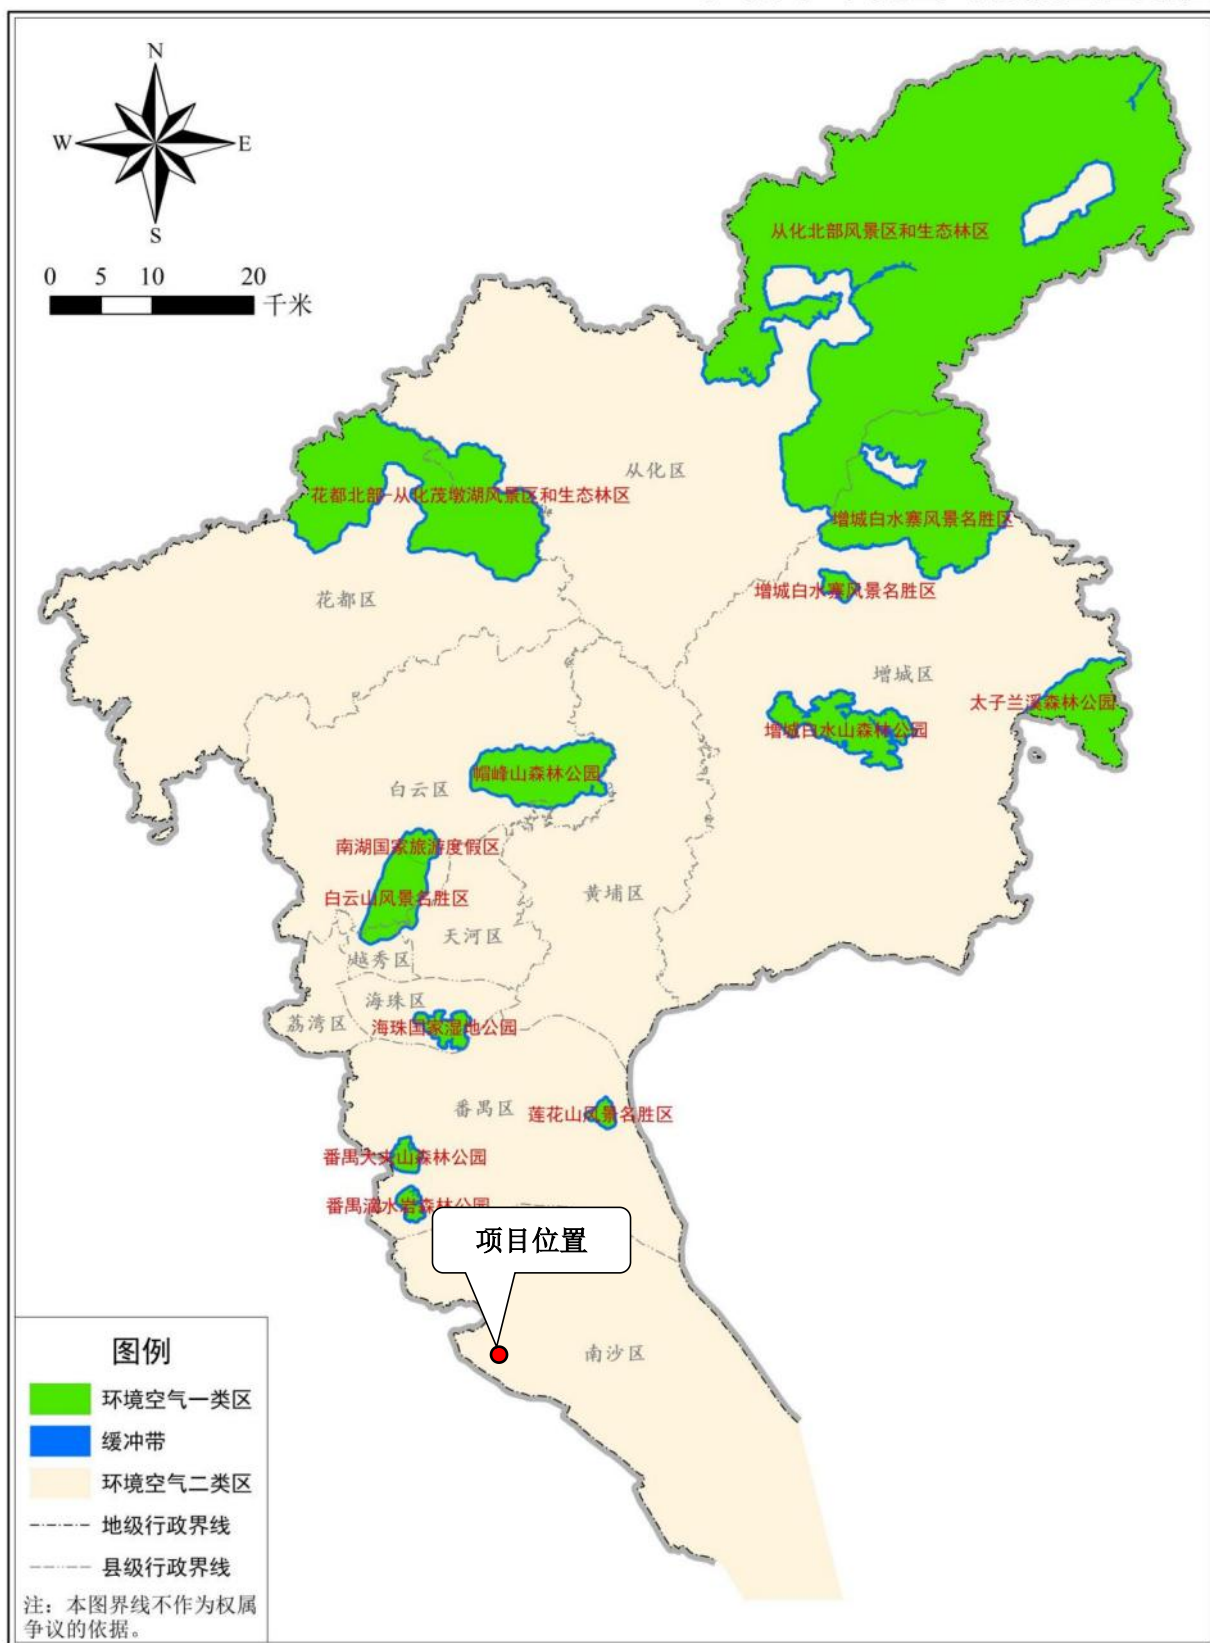 N
W
E
S
0 5 10 20
千米
从化北部风景区和生态林区
从化区
花都北部-从化茂墩湖风景区和生态林区
增城白水寨风景名胜区
增城白水寨风景名胜区
花都区
增城区
太子兰溪森林公园
增城白水山森林公园
帽峰山森林公园
白云区
南湖国家旅游度假区
白云山风景名胜区
黄埔区
天河区
越秀区
海珠区
荔湾区
海珠国家湿地公园
番禺区
莲花山风景名胜区
番禺大夫山森林公园
番禺滴水岩森林公园
项目位置
南沙区
图例
环境空气一类区
缓冲带
环境空气二类区
地级行政界线
县级行政界线
注：本图界线不作为权属
争议的依据。